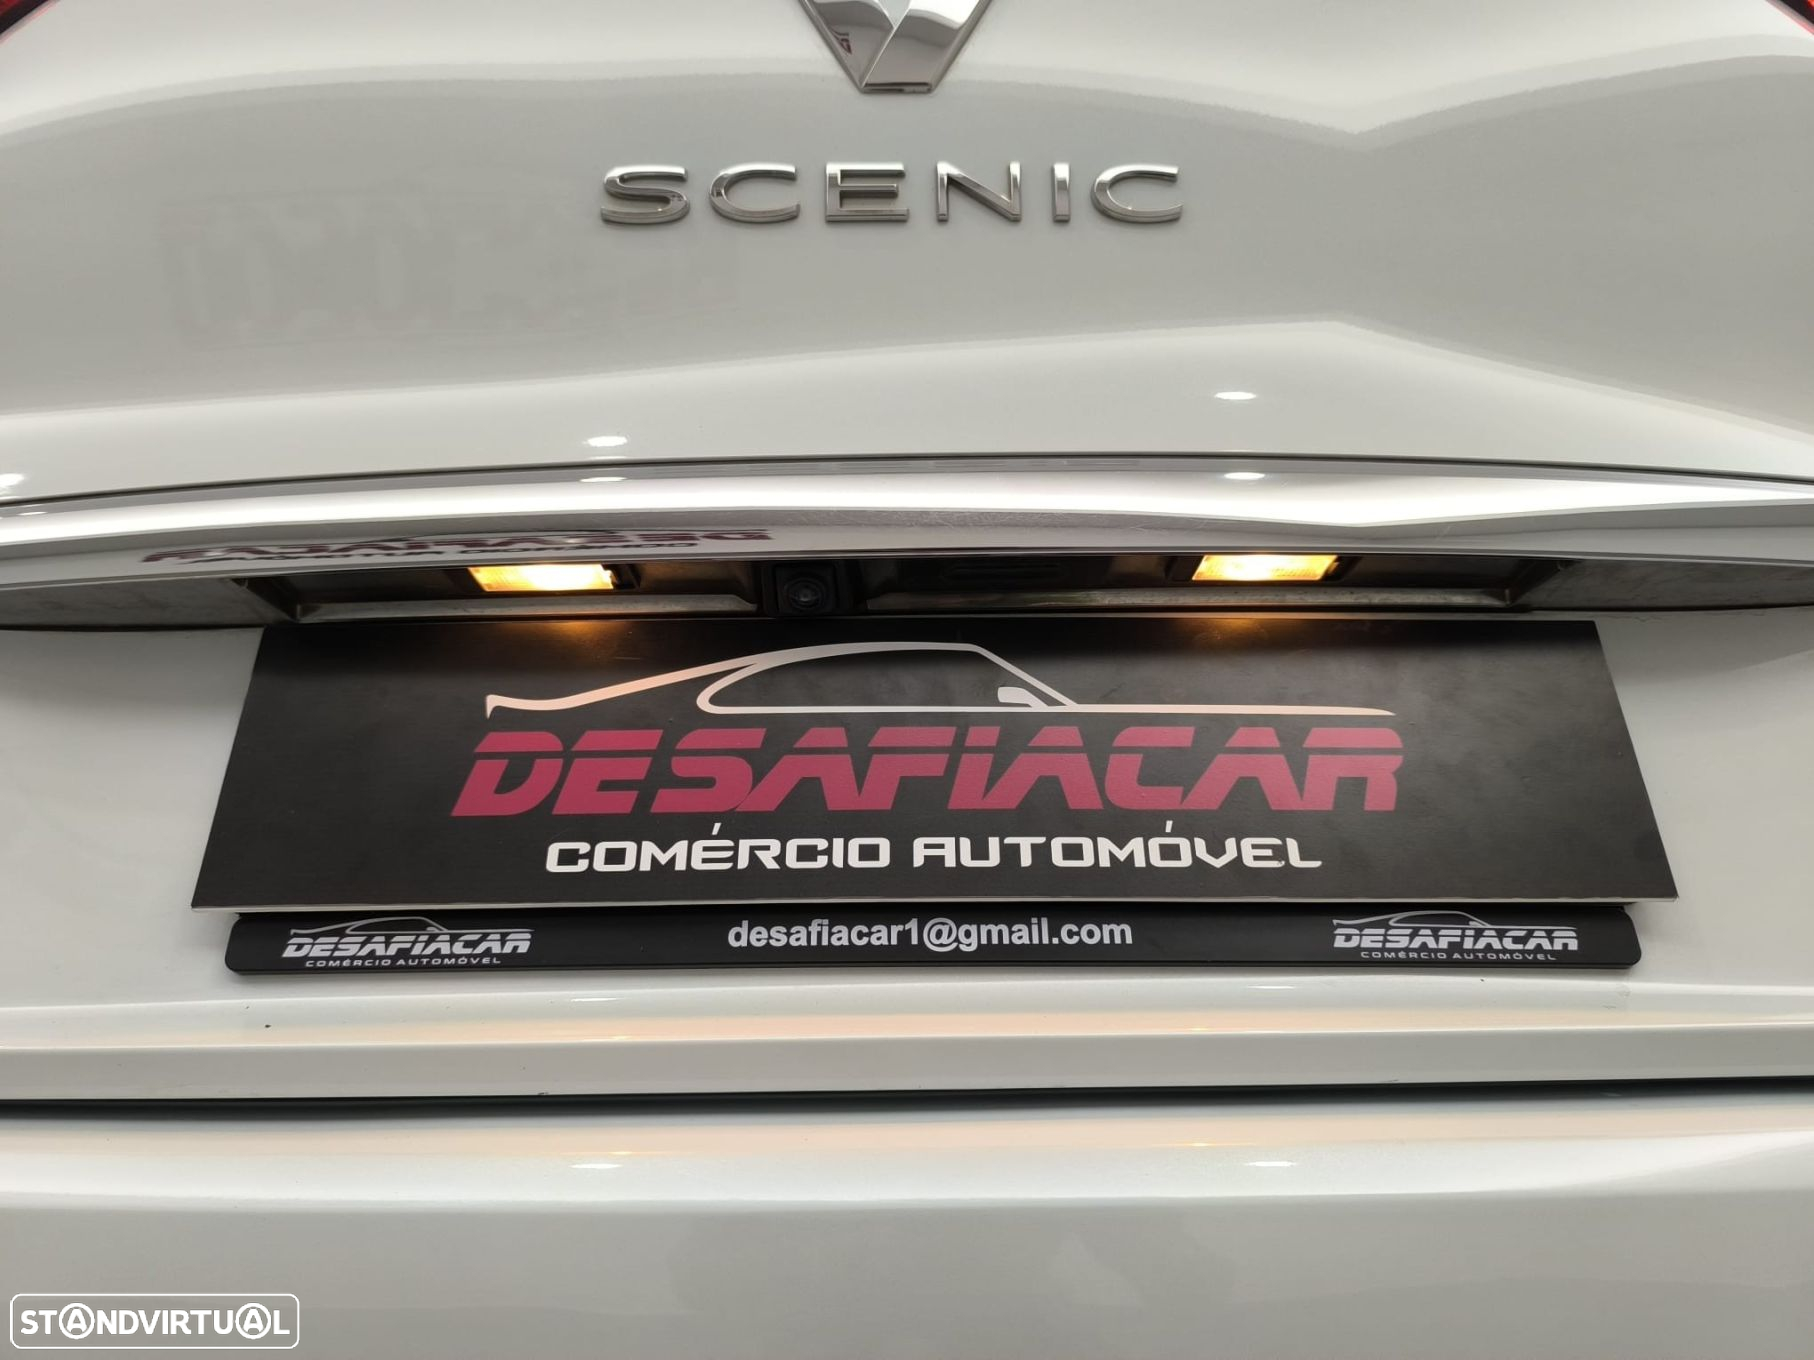 SCENIC
DESAFIACAR
COMÉRCIO AUTOMÓVEL
DESAFIACAR
COMÉRCIO AUTOMÓVEL
desafiacar1@gmail.com
DESAFIACAR
COMÉRCIO AUTOMÓVEL
STANDVIRTUAL